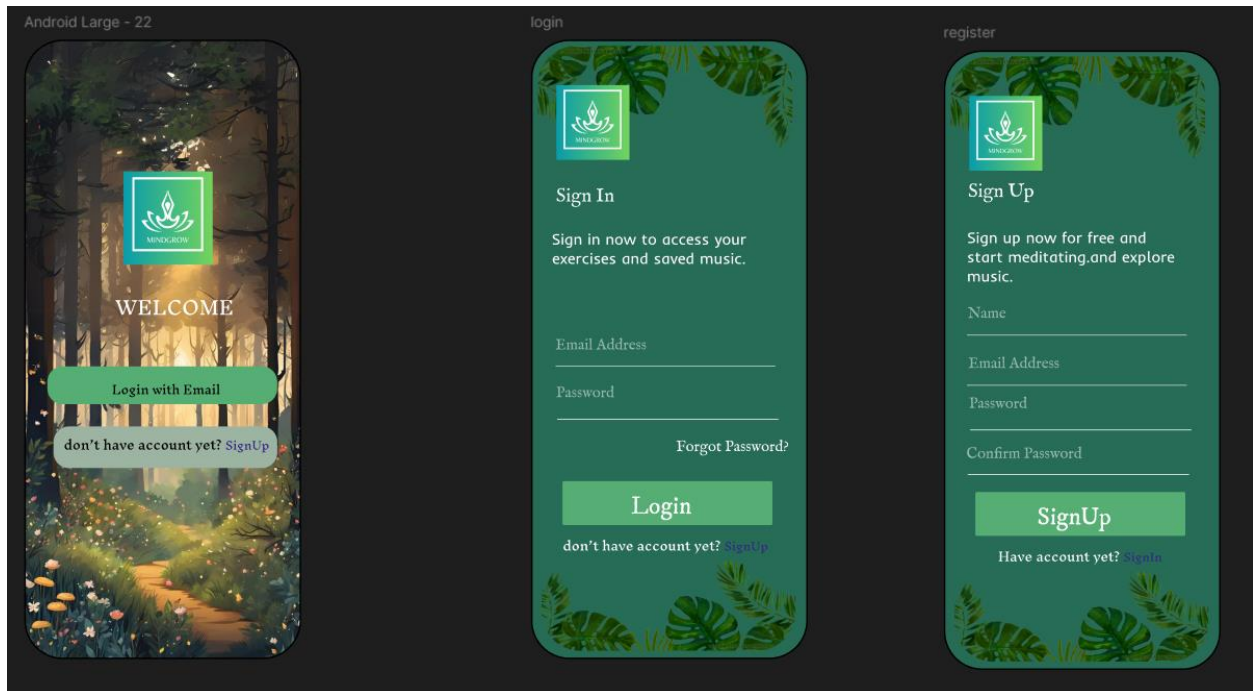 Android Large - 22
MINDGROW
WELCOME
Login with Email
don't have account yet? SignUp
login
MINDGROW
Sign In
Sign in now to access your
exercises and saved music.
Email Address
Password
Forgot Password?
Login
don't have account yet? SignUp
register
MINDGROW
Sign Up
Sign up now for free and
start meditating.and explore
music.
Name
Email Address
Password
Confirm Password
SignUp
Have account yet? SignIn